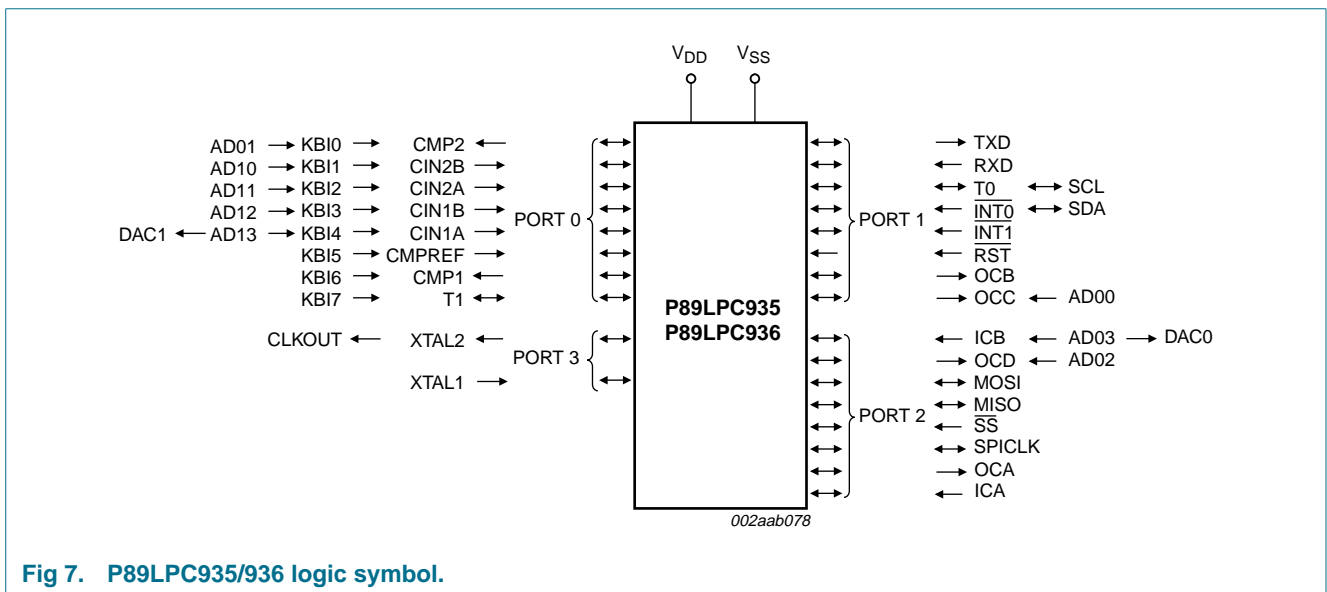 VDD VSS
AD01 KBI0 CMP2 TXD
AD10 KBI1 CIN2B RXD
AD11 KBI2 CIN2A T0 SCL
AD12 KBI3 CIN1B INT0 SDA
PORT 0 PORT 1
DAC1 AD13 KBI4 CIN1A INT1
KBI5 CMPREF RST
KBI6 CMP1 OCB
KBI7 T1 OCC AD00
P89LPC935
P89LPC936
CLKOUT XTAL2 ICB AD03 DAC0
PORT 3 OCD AD02
XTAL1 MOSI
MISO
PORT 2
SS
SPICLK
OCA
ICA
002aab078
Fig 7. P89LPC935/936 logic symbol.